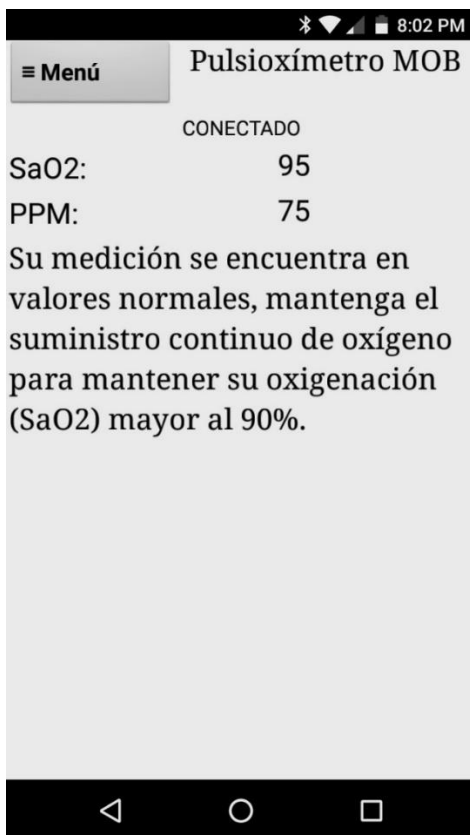 8:02 PM
≡ Menú
Pulsioxímetro MOB
CONECTADO
SaO2: 95
PPM: 75
Su medición se encuentra en
valores normales, mantenga el
suministro continuo de oxígeno
para mantener su oxigenación
(SaO2) mayor al 90%.